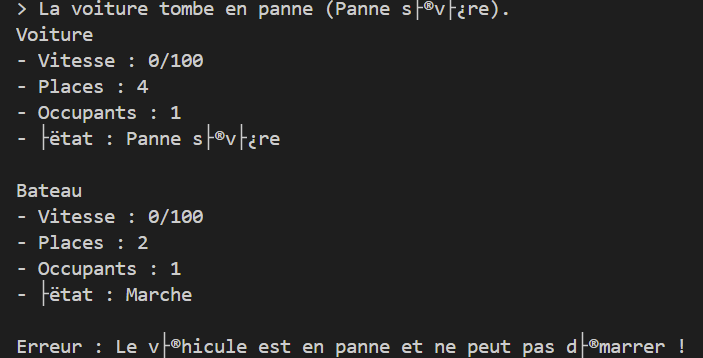 > La voiture tombe en panne (Panne s├®v├¿re).
Voiture
- Vitesse : 0/100
- Places : 4
- Occupants : 1
- ├ëtat : Panne s├®v├¿re
Bateau
- Vitesse : 0/100
- Places : 2
- Occupants : 1
- ├ëtat : Marche
Erreur : Le v├®hicule est en panne et ne peut pas d├®marrer !